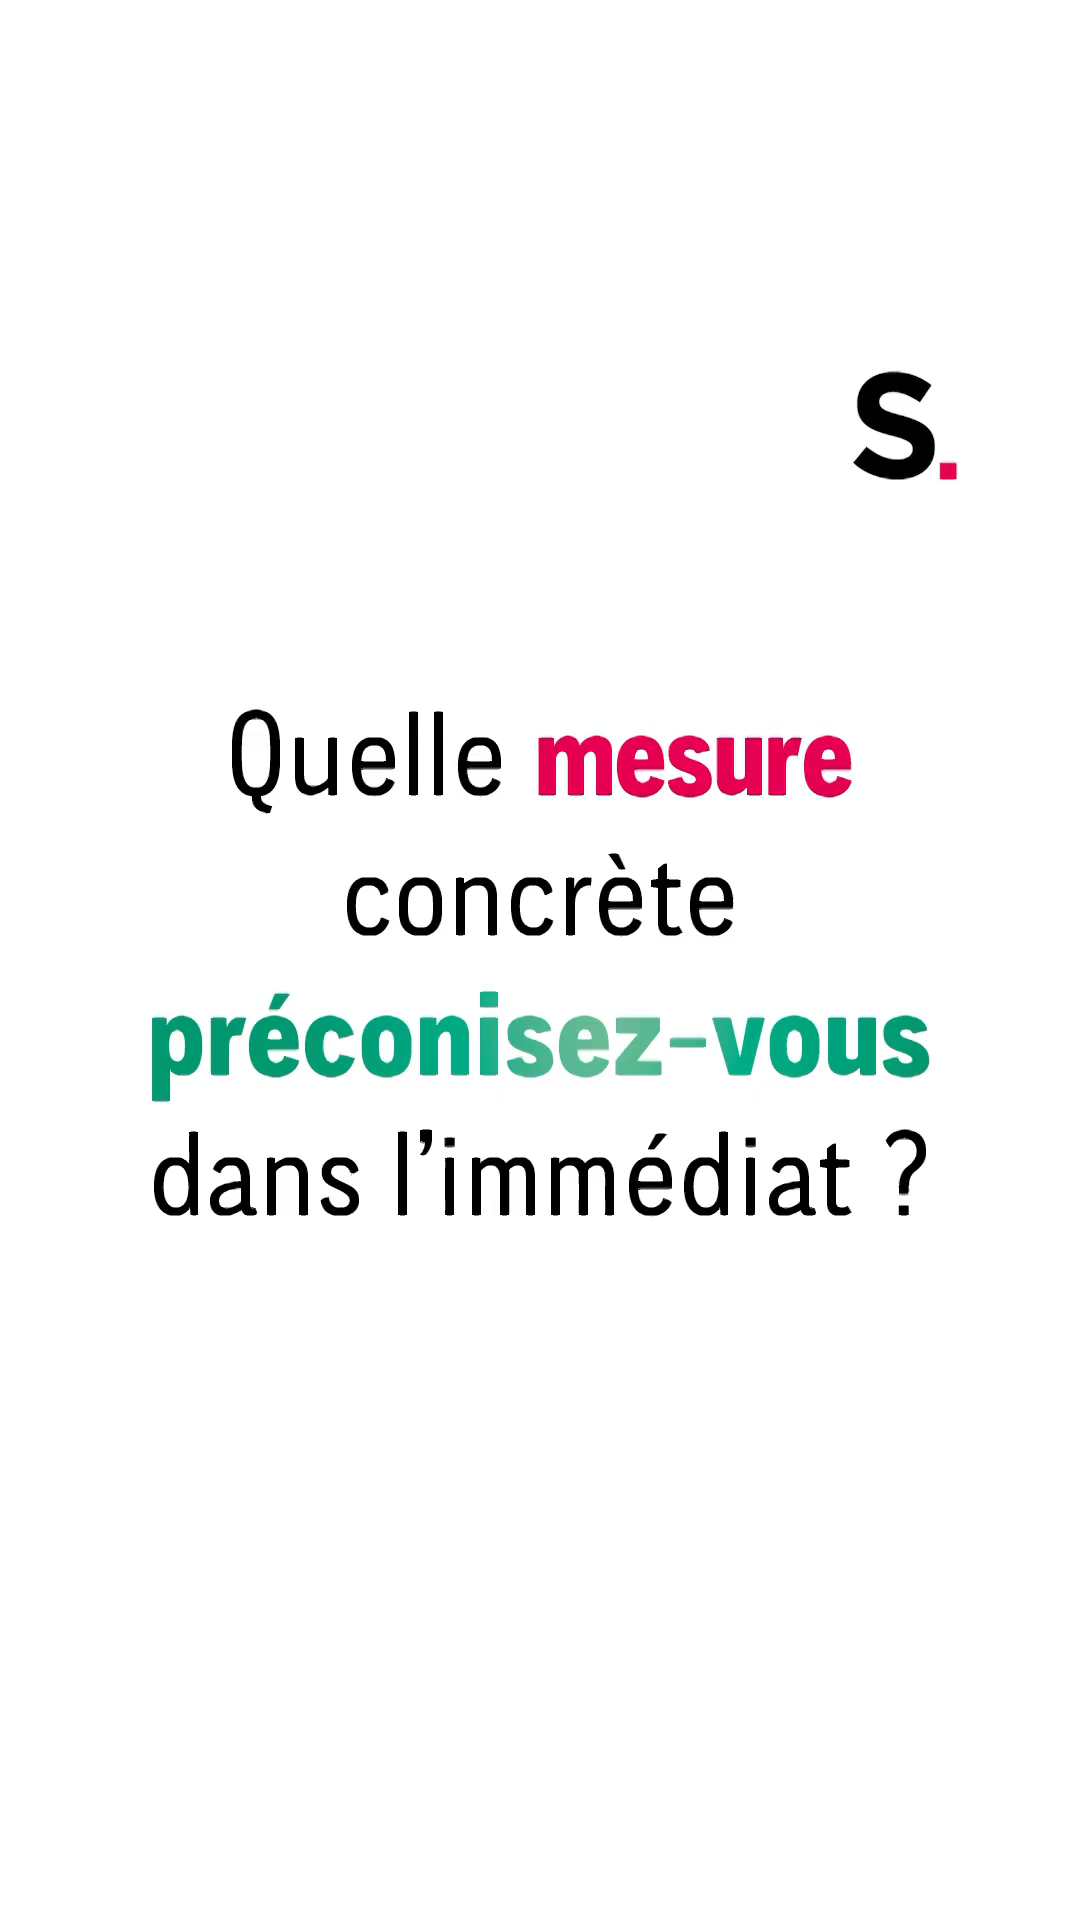 S.
Quelle mesure
concrète
préconisez-vous
dans l’immédiat ?